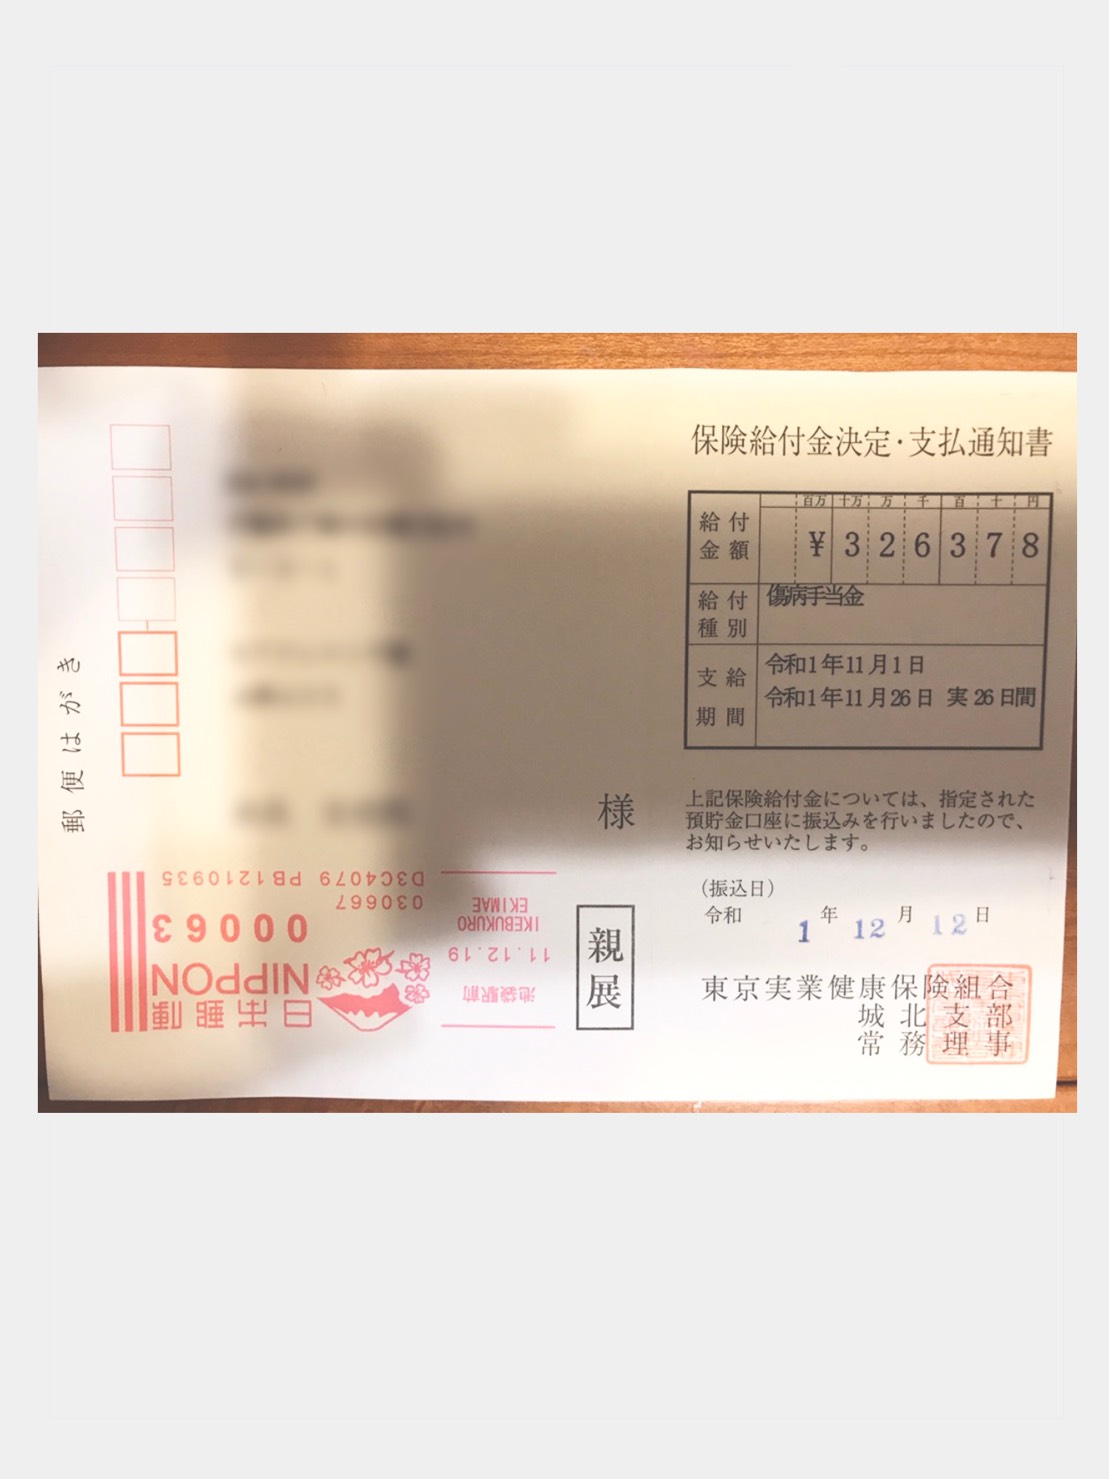 郵便はがき
様
親展
保険給付金決定・支払通知書
百万 十万 万 千 百 十 円
給付金額 ¥326378
給付種別 傷病手当金
支給期間 令和1年11月1日
令和1年11月26日 実26日間
上記保険給付金については、指定された
預貯金口座に振込みを行いましたので、
お知らせいたします。
(振込日)
令和 1年12月12日
東京実業健康保険組合
城北支部
常務理事
日本郵便
NIPPON
00063
030667
D3C4079 PB1210935
池袋駅前
11.12.19
IKEBUKURO
EKIMAE